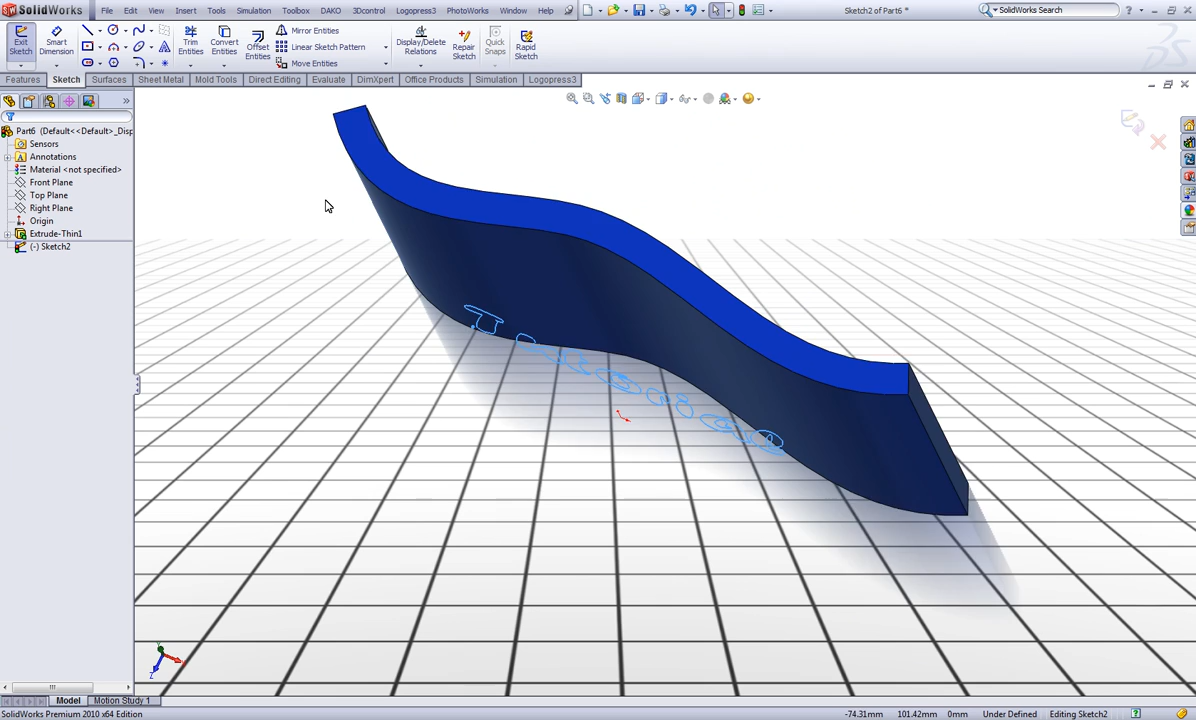 SolidWorks File Edit View Insert Tools Simulation Toolbox DAKO 3Dcontrol Logopress3 PhotoWorks Window Help Sketch2 of Part6 * SolidWorks Search
Exit Sketch
Smart Dimension
Trim Entities
Convert Entities
Offset Entities
Mirror Entities
Linear Sketch Pattern
Move Entities
Display/Delete Relations
Repair Sketch
Quick Snaps
Rapid Sketch
Features Sketch Surfaces Sheet Metal Mold Tools Direct Editing Evaluate DimXpert Office Products Simulation Logopress3
Part6 (Default<<Default>_Disp
Sensors
Annotations
Material <not specified>
Front Plane
Top Plane
Right Plane
Origin
Extrude-Thin1
(-) Sketch2
Model Motion Study 1
SolidWorks Premium 2010 x64 Edition -74.31mm 101.42mm 0mm Under Defined Editing Sketch2